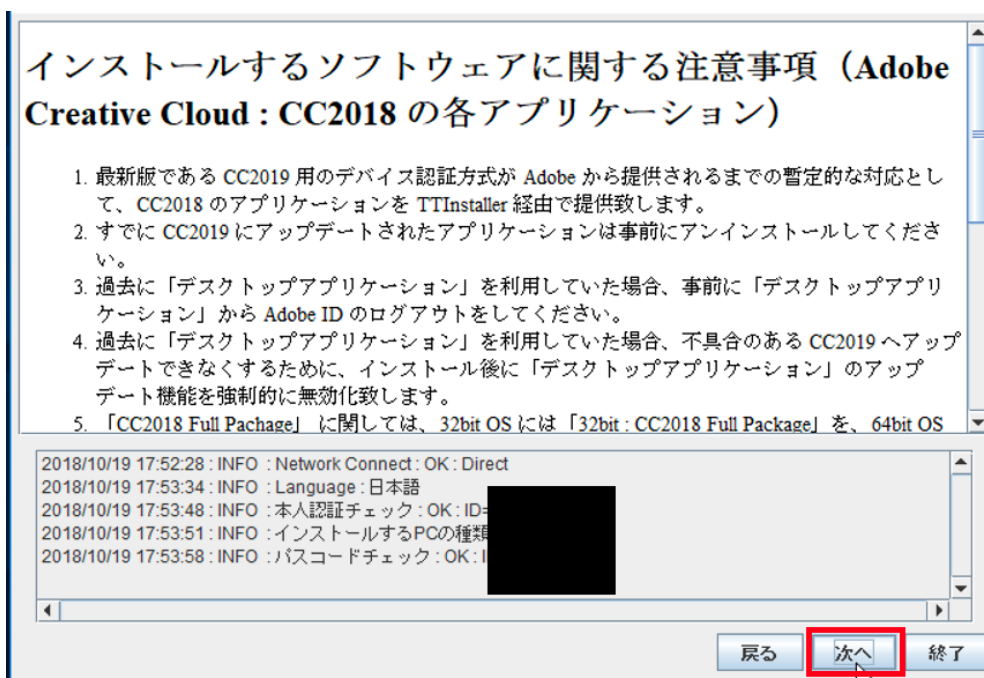 インストールするソフトウェアに関する注意事項（Adobe
Creative Cloud : CC2018 の各アプリケーション）
1. 最新版である CC2019 用のデバイス認証方式が Adobe から提供されるまでの暫定的な対応とし
て、CC2018 のアプリケーションを TTInstaller 経由で提供致します。
2. すでに CC2019 にアップデートされたアプリケーションは事前にアンインストールしてくださ
い。
3. 過去に「デスクトップアプリケーション」を利用していた場合、事前に「デスクトップアプリ
ケーション」から Adobe ID のログアウトをしてください。
4. 過去に「デスクトップアプリケーション」を利用していた場合、不具合のある CC2019 へアップ
デートできなくするために、インストール後に「デスクトップアプリケーション」のアップ
デート機能を強制的に無効化致します。
5. 「CC2018 Full Pachage」 に関しては、32bit OS には「32bit : CC2018 Full Package」を、64bit OS
2018/10/19 17:52:28 : INFO : Network Connect : OK : Direct
2018/10/19 17:53:34 : INFO : Language : 日本語
2018/10/19 17:53:48 : INFO : 本人認証チェック : OK : ID=
2018/10/19 17:53:51 : INFO : インストールするPCの種類
2018/10/19 17:53:58 : INFO : パスコードチェック : OK : I
戻る 次へ 終了